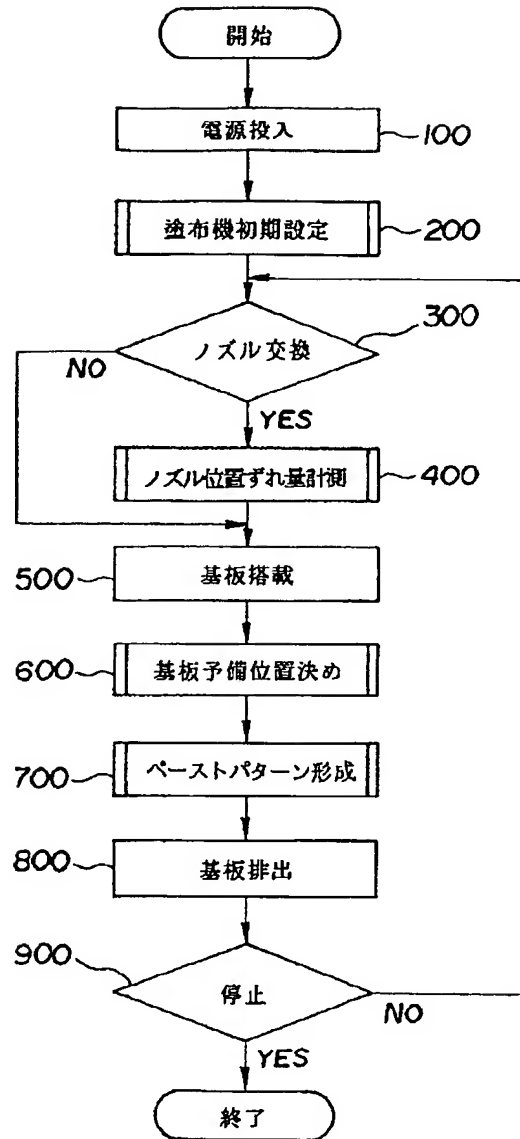 開始
電源投入
100
塗布機初期設定
200
ノズル交換
300
NO
YES
ノズル位置ずれ量計測
400
500
基板搭載
600
基板予備位置決め
700
ペーストパターン形成
800
基板排出
900
停止
NO
YES
終了